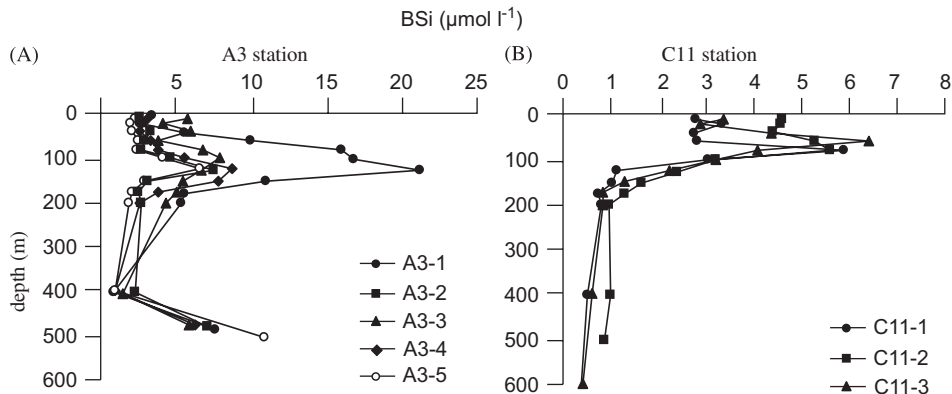 BSi (µmol l⁻¹)
(A) A3 station (B) C11 station
5 10 15 20 25
0 1 2 3 4 5 6 7 8
0
100
200
300
400
500
600
depth (m)
A3-1
A3-2
A3-3
A3-4
A3-5
0
100
200
300
400
500
600
C11-1
C11-2
C11-3